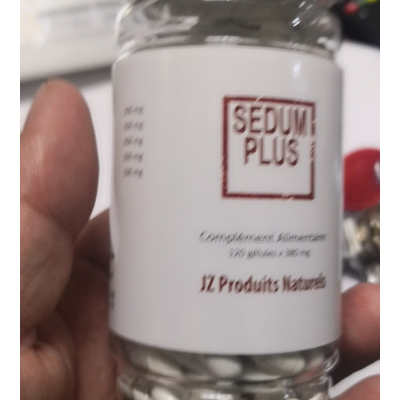 SEDUM
PLUS
Complément Alimentaire
120 gélules x 380 mg
JZ Produits Naturels